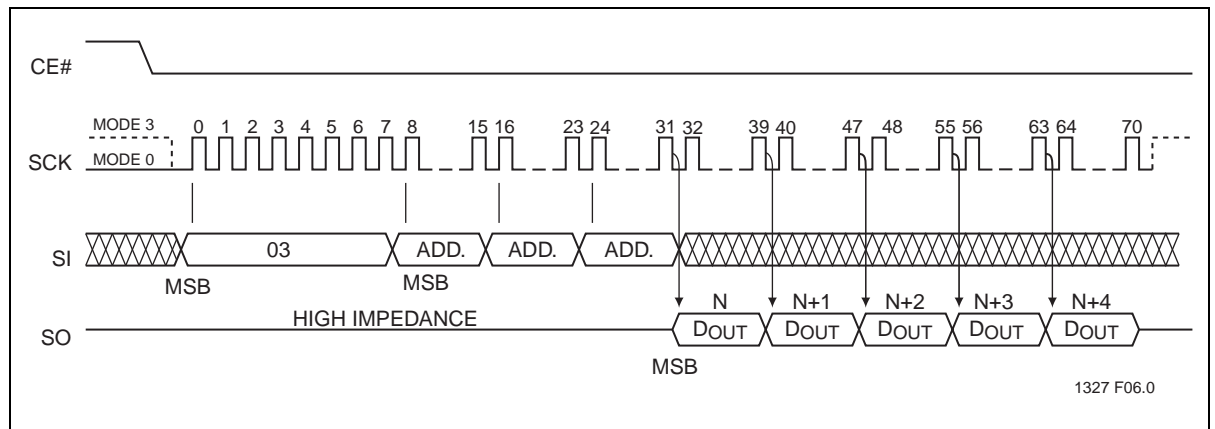 CE#
MODE 3
0 1 2 3 4 5 6 7 8 15 16 23 24 31 32 39 40 47 48 55 56 63 64 70
SCK
MODE 0
SI
03 ADD. ADD. ADD.
MSB MSB
N N+1 N+2 N+3 N+4
HIGH IMPEDANCE
SO
DOUT DOUT DOUT DOUT DOUT
MSB
1327 F06.0